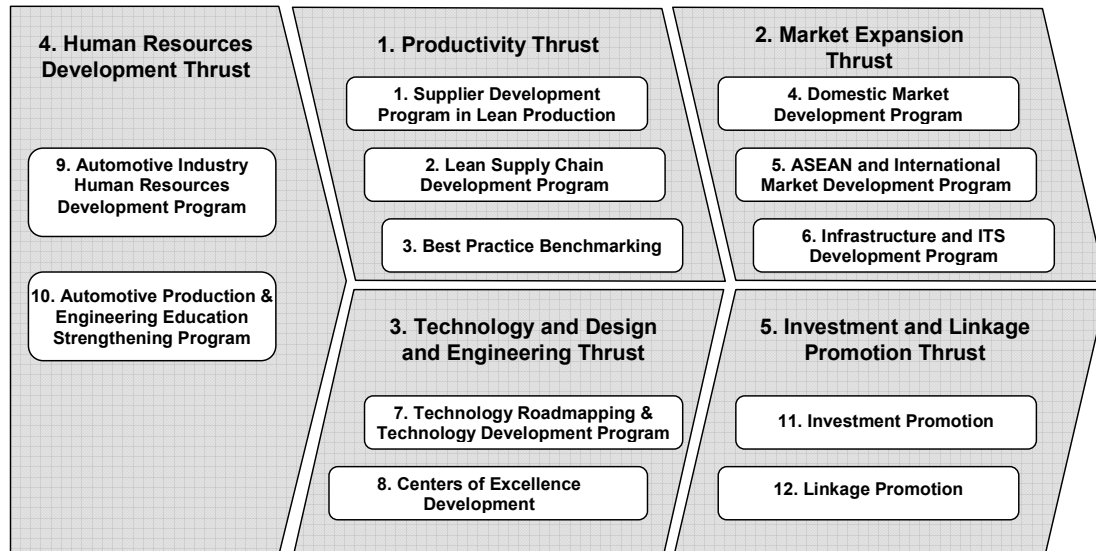 4. Human Resources
Development Thrust
9. Automotive Industry
Human Resources
Development Program
10. Automotive Production &
Engineering Education
Strengthening Program
1. Productivity Thrust
1. Supplier Development
Program in Lean Production
2. Lean Supply Chain
Development Program
3. Best Practice Benchmarking
2. Market Expansion
Thrust
4. Domestic Market
Development Program
5. ASEAN and International
Market Development Program
6. Infrastructure and ITS
Development Program
3. Technology and Design
and Engineering Thrust
7. Technology Roadmapping &
Technology Development Program
8. Centers of Excellence
Development
5. Investment and Linkage
Promotion Thrust
11. Investment Promotion
12. Linkage Promotion